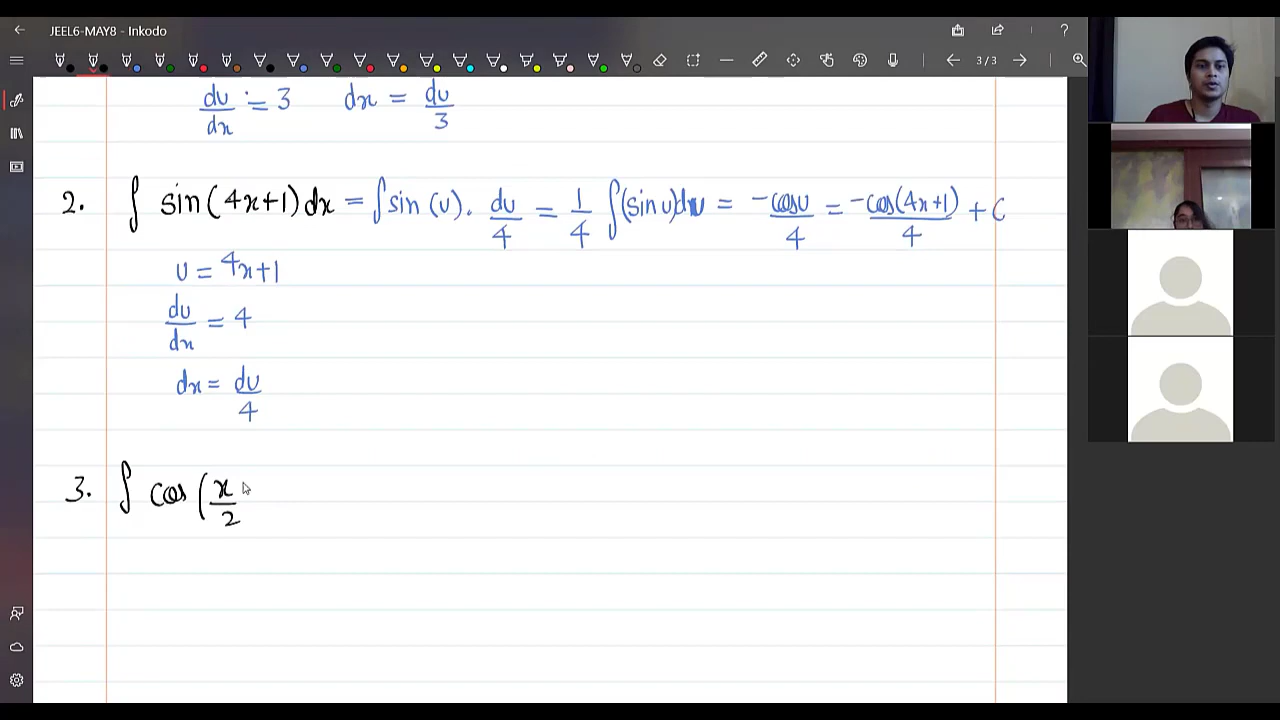 JEEL6-MAY8 - Inkodo
3/3
du/dx = 3 dx = du/3
2. ∫ sin(4x+1)dx = ∫sin(u). du/4 = 1/4 ∫(sin u)du = -cosu/4 = -cos(4x+1)/4 + C
u = 4x+1
du/dx = 4
dx = du/4
3. ∫ cos(x/2